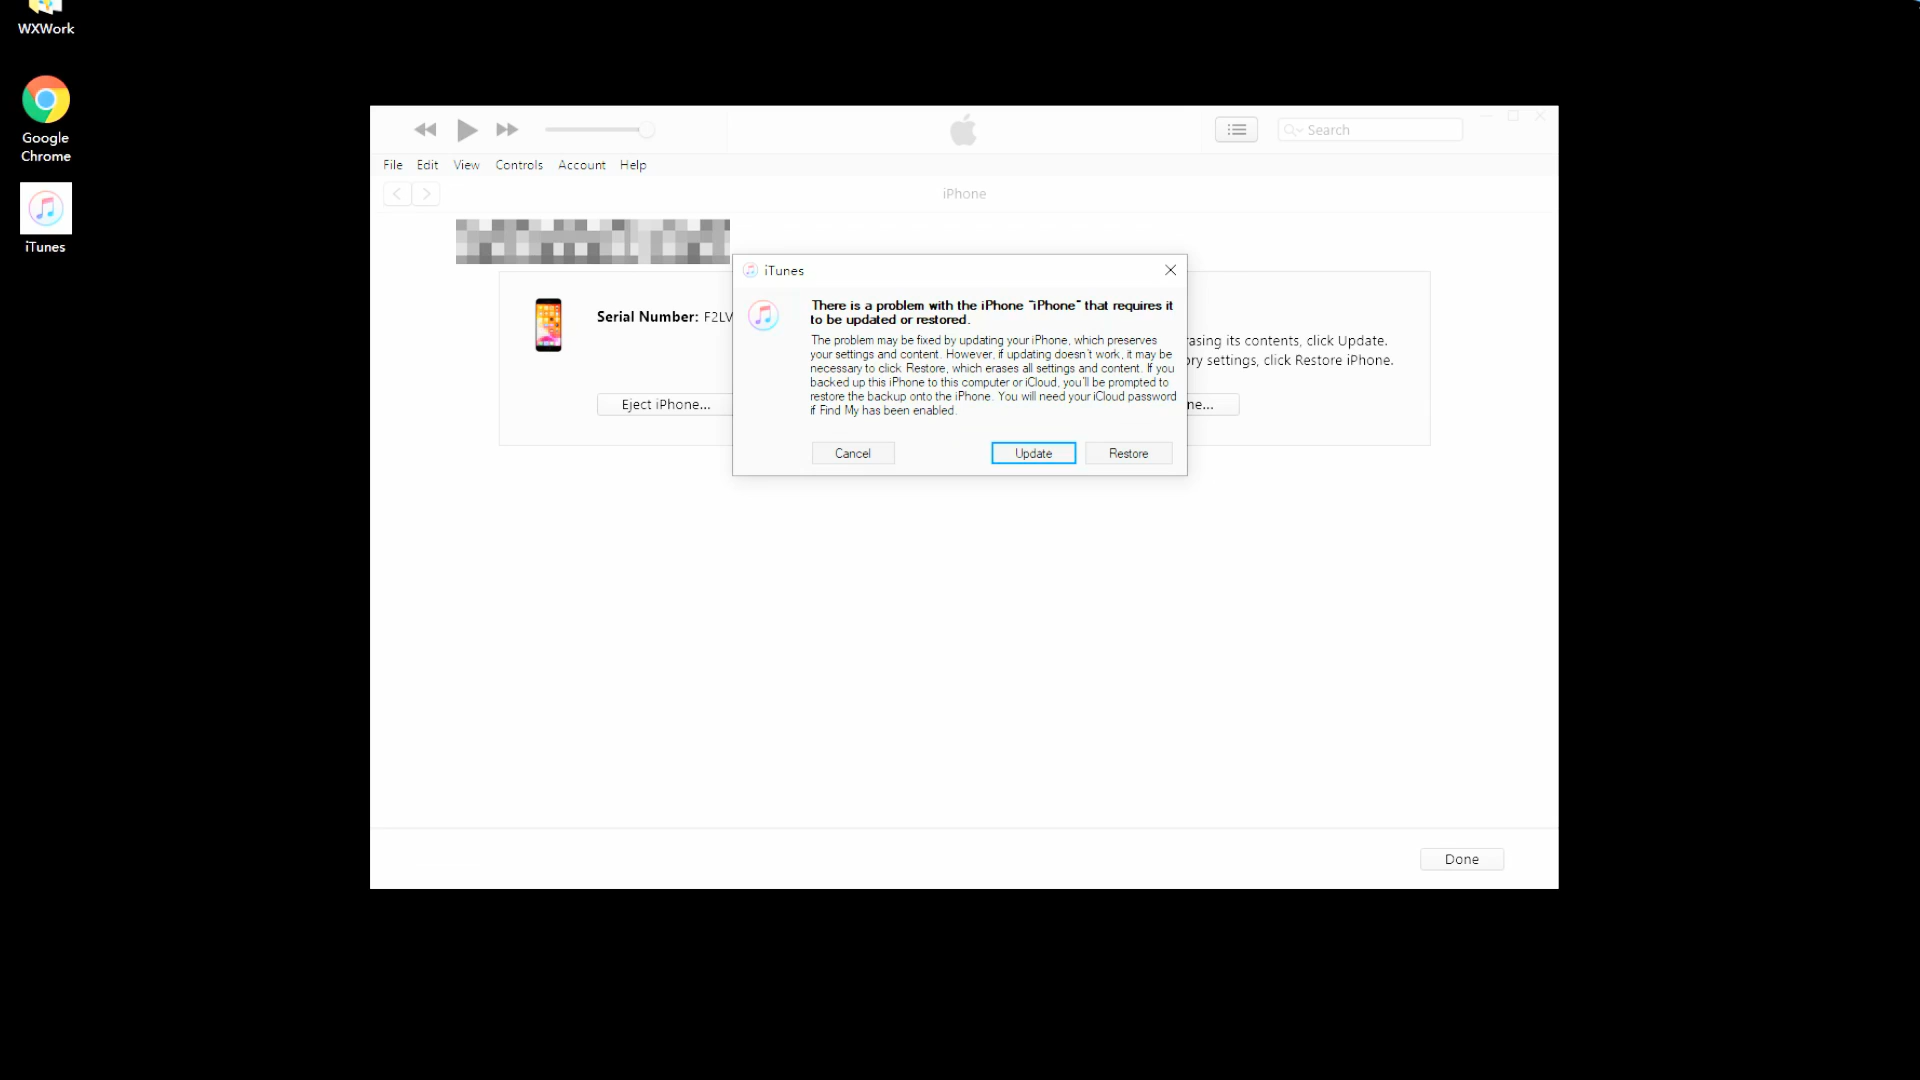 WXWork
Google
Chrome
iTunes
Search
File Edit View Controls Account Help
iPhone
Serial Number: F2LV
Eject iPhone...
asing its contents, click Update.
ory settings, click Restore iPhone.
ne...
iTunes
There is a problem with the iPhone "iPhone" that requires it
to be updated or restored.
The problem may be fixed by updating your iPhone, which preserves
your settings and content. However, if updating doesn't work, it may be
necessary to click Restore, which erases all settings and content. If you
backed up this iPhone to this computer or iCloud, you'll be prompted to
restore the backup onto the iPhone. You will need your iCloud password
if Find My has been enabled.
Cancel Update Restore
Done